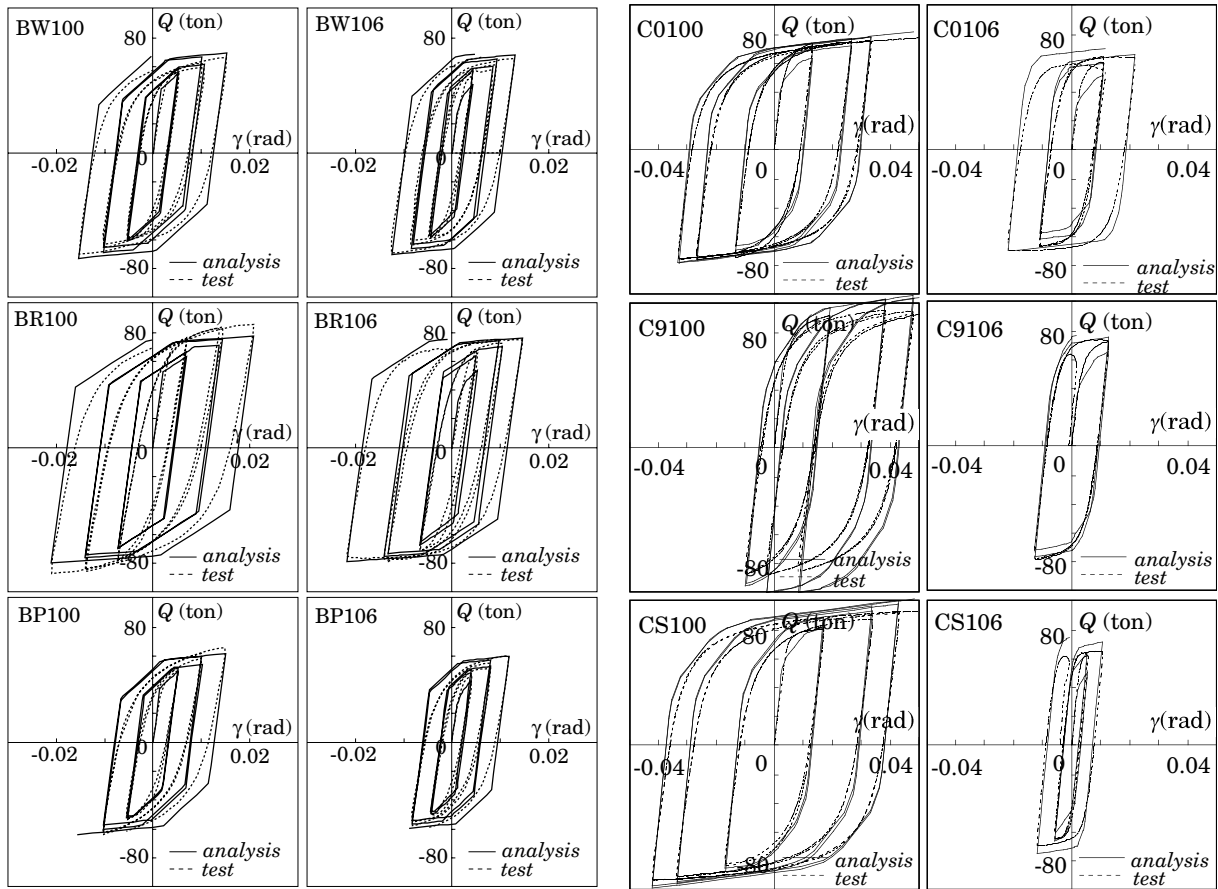 BW100
Q (ton)
80
γ (rad)
-0.02
0
0.02
-80
analysis
test
BW106
Q (ton)
80
γ (rad)
-0.02
0
0.02
-80
analysis
test
C0100
Q (ton)
80
γ(rad)
-0.04
0
0.04
-80
analysis
test
C0106
Q (ton)
80
γ(rad)
-0.04
0
0.04
-80
analysis
test
BR100
Q (ton)
80
γ (rad)
-0.02
0
0.02
-80
analysis
test
BR106
Q (ton)
80
γ (rad)
-0.02
0
0.02
-80
analysis
test
C9100
Q (ton)
80
γ(rad)
-0.04
0
0.04
-80
analysis
test
C9106
Q (ton)
80
γ(rad)
-0.04
0
0.04
-80
analysis
test
BP100
Q (ton)
80
γ (rad)
-0.02
0
0.02
-80
analysis
test
BP106
Q (ton)
80
γ (rad)
-0.02
0
0.02
-80
analysis
test
CS100
Q (ton)
80
γ(rad)
-0.04
0
0.04
-80
analysis
test
CS106
Q (ton)
80
γ(rad)
-0.04
0
0.04
-80
analysis
test